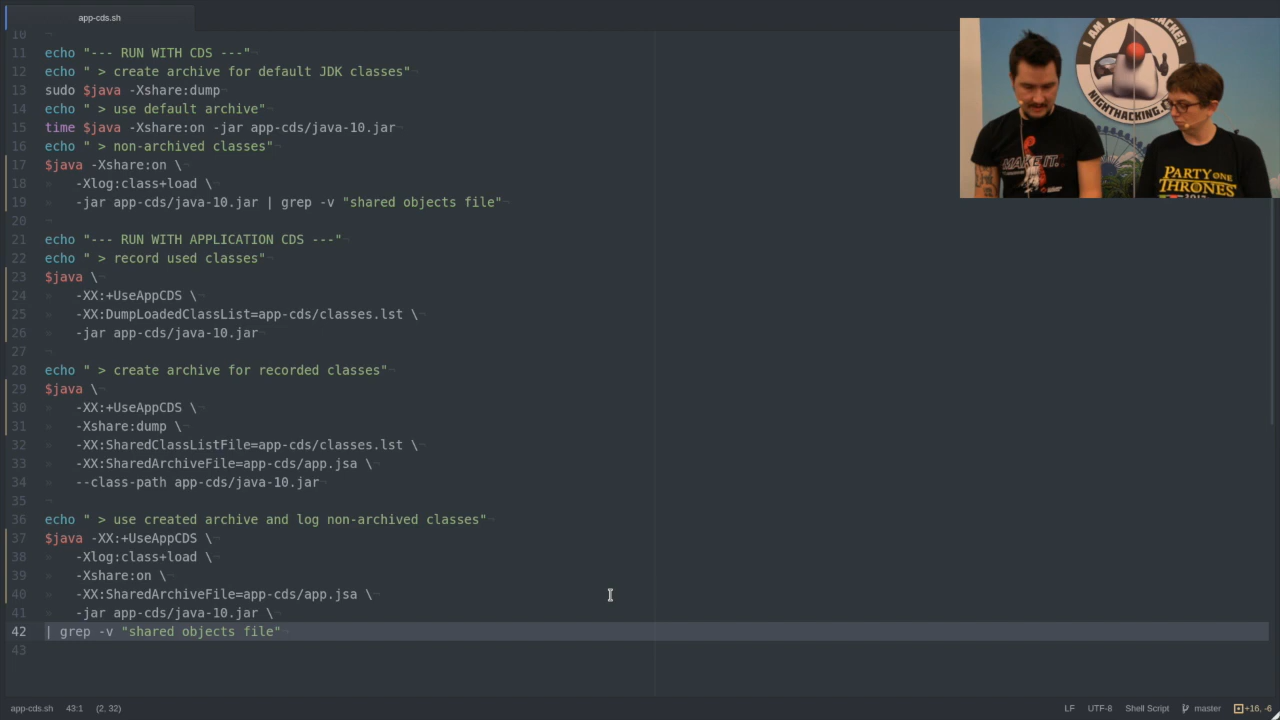 app-cds.sh
10
11 echo "--- RUN WITH CDS ---"
12 echo " > create archive for default JDK classes"
13 sudo $java -Xshare:dump
14 echo " > use default archive"
15 time $java -Xshare:on -jar app-cds/java-10.jar
16 echo " > non-archived classes"
17 $java -Xshare:on \
18 -Xlog:class+load \
19 -jar app-cds/java-10.jar | grep -v "shared objects file"
20
21 echo "--- RUN WITH APPLICATION CDS ---"
22 echo " > record used classes"
23 $java \
24 -XX:+UseAppCDS \
25 -XX:DumpLoadedClassList=app-cds/classes.lst \
26 -jar app-cds/java-10.jar
27
28 echo " > create archive for recorded classes"
29 $java \
30 -XX:+UseAppCDS \
31 -Xshare:dump \
32 -XX:SharedClassListFile=app-cds/classes.lst \
33 -XX:SharedArchiveFile=app-cds/app.jsa \
34 --class-path app-cds/java-10.jar
35
36 echo " > use created archive and log non-archived classes"
37 $java -XX:+UseAppCDS \
38 -Xlog:class+load \
39 -Xshare:on \
40 -XX:SharedArchiveFile=app-cds/app.jsa \
41 -jar app-cds/java-10.jar \
42 | grep -v "shared objects file"
43
app-cds.sh 43:1 (2, 32)
LF UTF-8 Shell Script master +16, -6
I AM A NIGHTHACKER
NIGHTHACKING.C
MAKE IT.
PARTY ONE
THRONES
2017